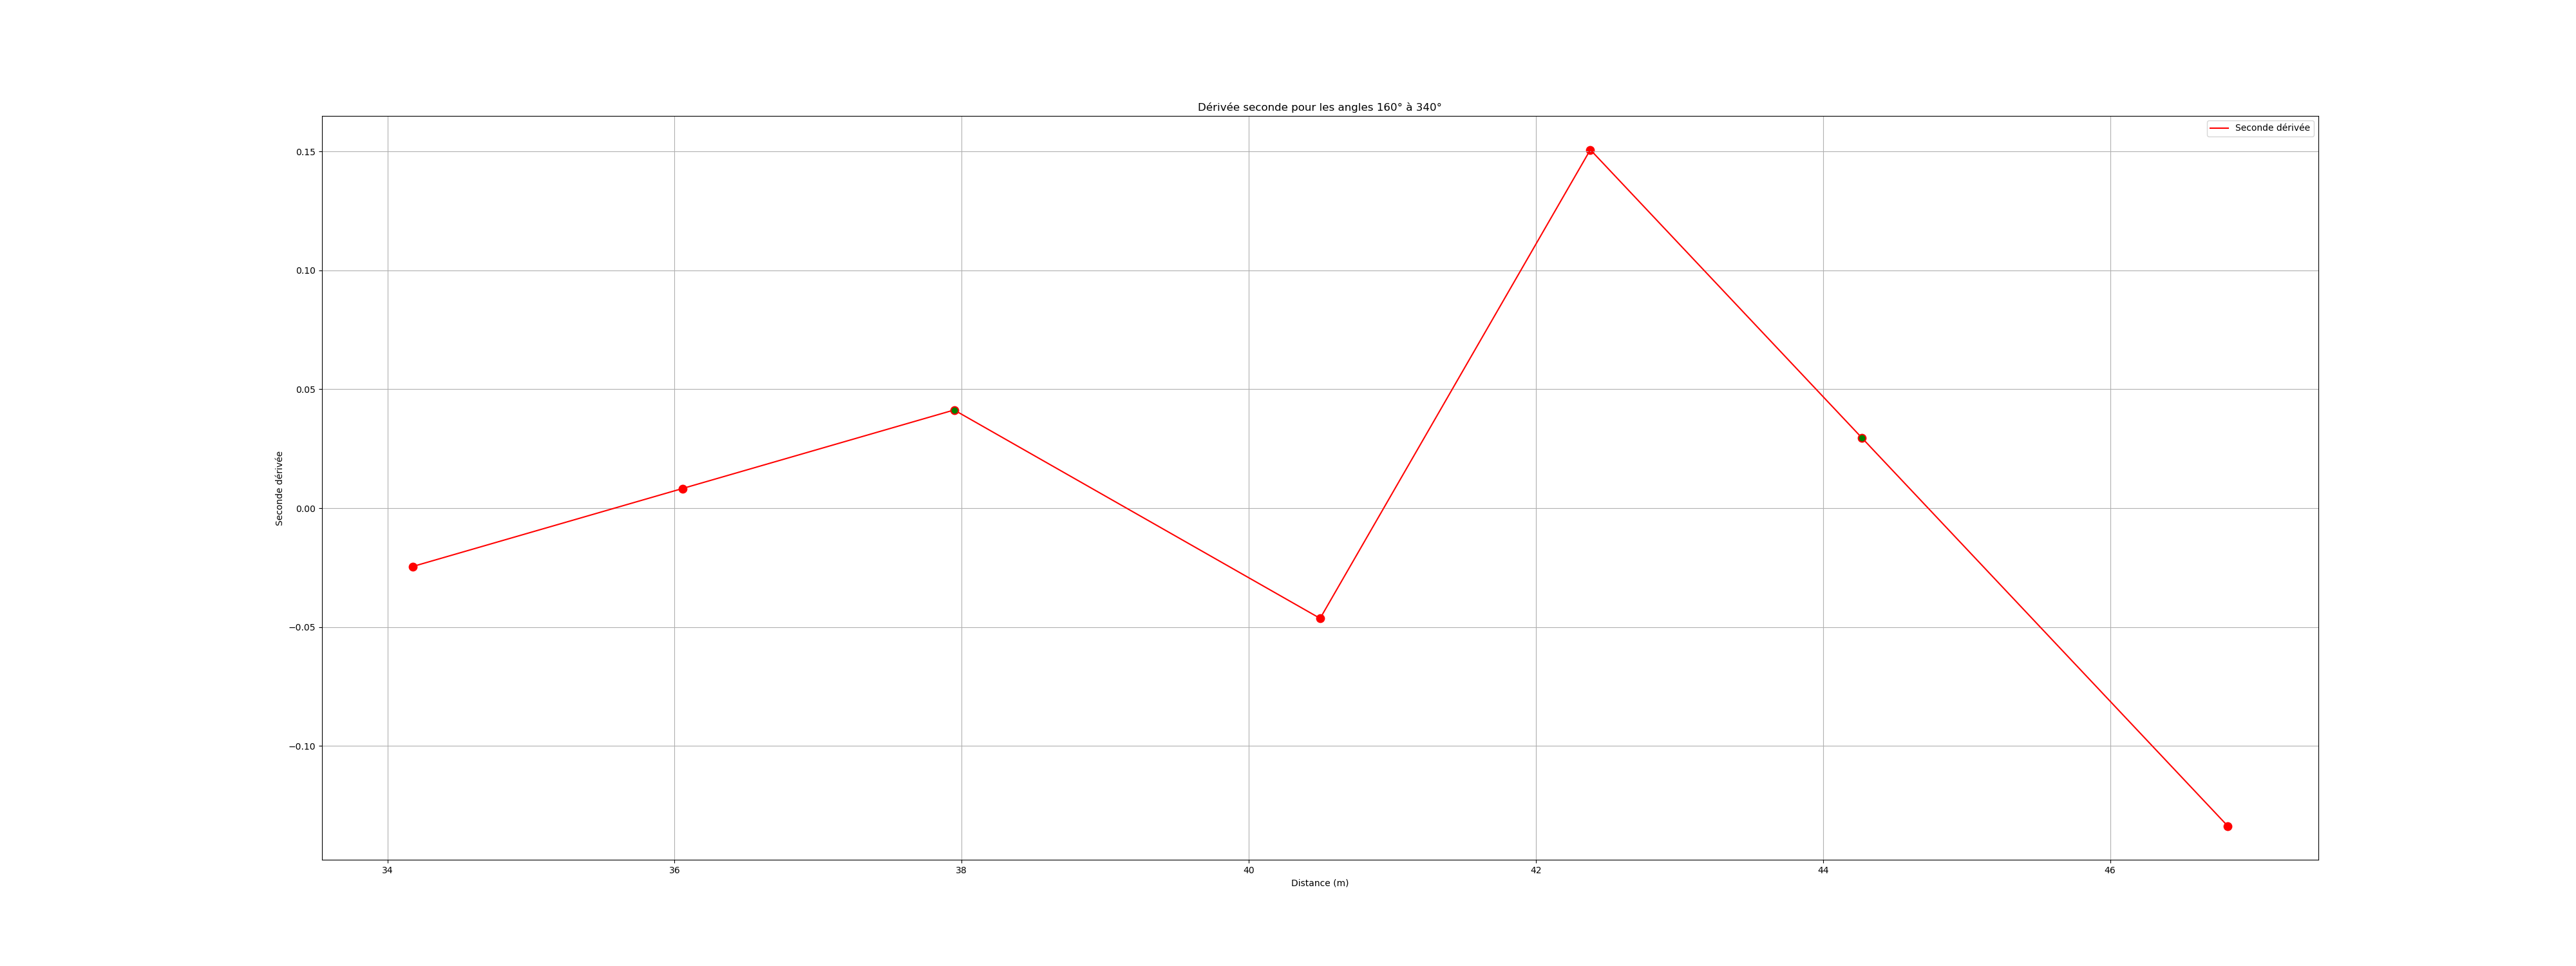 Dérivée seconde pour les angles 160° à 340°
Seconde dérivée
0.15
0.10
0.05
0.00
−0.05
−0.10
Seconde dérivée
34 36 38 40 42 44 46
Distance (m)